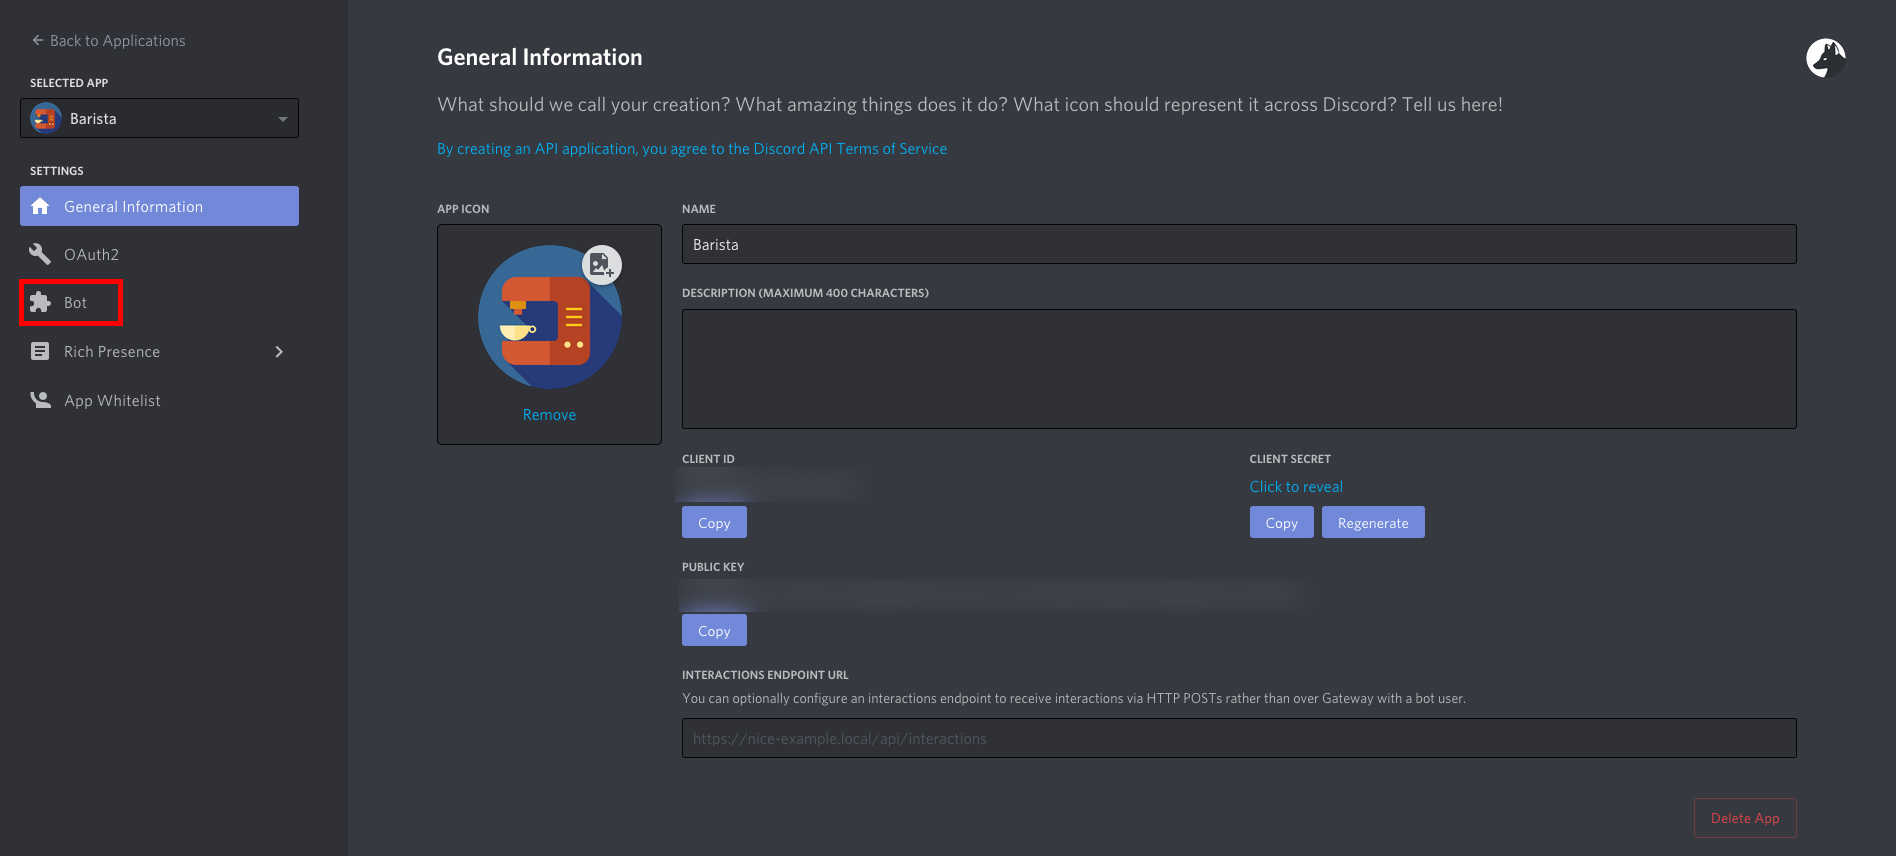 Back to Applications
SELECTED APP
Barista
SETTINGS
General Information
OAuth2
Bot
Rich Presence
App Whitelist
General Information
What should we call your creation? What amazing things does it do? What icon should represent it across Discord? Tell us here!
By creating an API application, you agree to the Discord API Terms of Service
APP ICON
Remove
NAME
Barista
DESCRIPTION (MAXIMUM 400 CHARACTERS)
CLIENT ID
Copy
CLIENT SECRET
Click to reveal
Copy Regenerate
PUBLIC KEY
Copy
INTERACTIONS ENDPOINT URL
You can optionally configure an interactions endpoint to receive interactions via HTTP POSTs rather than over Gateway with a bot user.
https://nice-example.local/api/interactions
Delete App